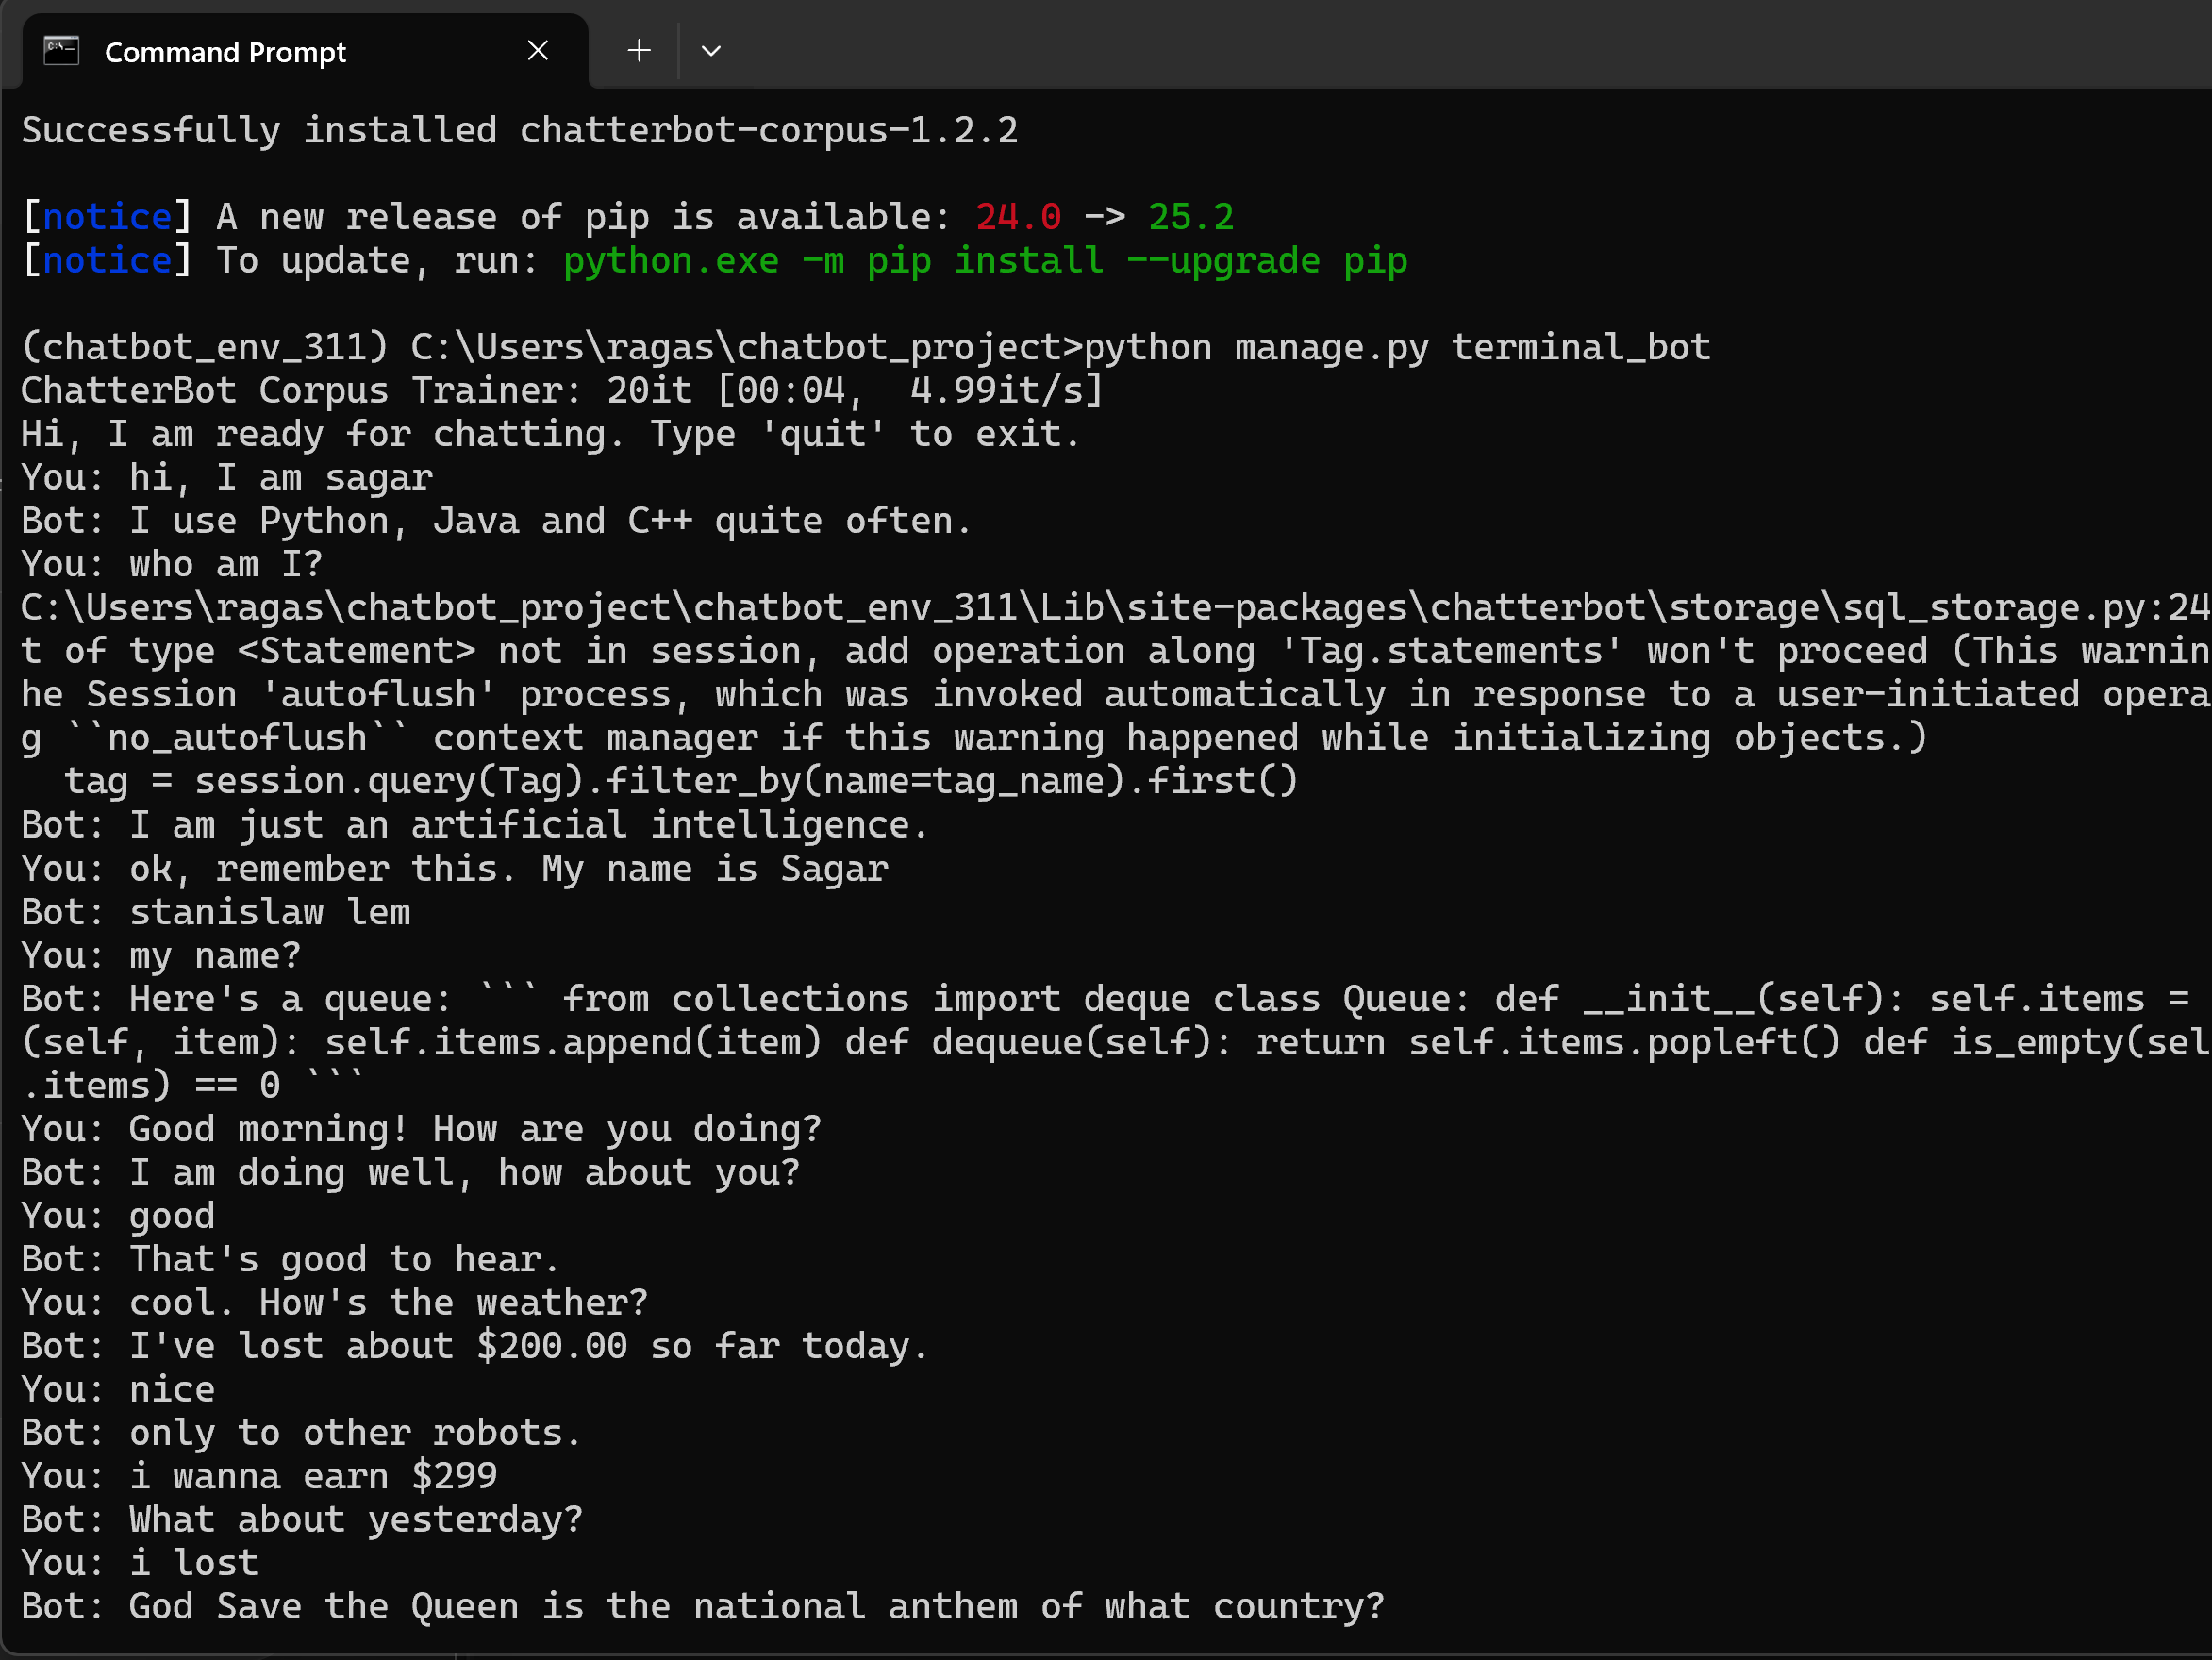 Command Prompt
Successfully installed chatterbot-corpus-1.2.2
[notice] A new release of pip is available: 24.0 -> 25.2
[notice] To update, run: python.exe -m pip install --upgrade pip
(chatbot_env_311) C:\Users\ragas\chatbot_project>python manage.py terminal_bot
ChatterBot Corpus Trainer: 20it [00:04,  4.99it/s]
Hi, I am ready for chatting. Type 'quit' to exit.
You: hi, I am sagar
Bot: I use Python, Java and C++ quite often.
You: who am I?
C:\Users\ragas\chatbot_project\chatbot_env_311\Lib\site-packages\chatterbot\storage\sql_storage.py:24
t of type <Statement> not in session, add operation along 'Tag.statements' won't proceed (This warnin
he Session 'autoflush' process, which was invoked automatically in response to a user-initiated opera
g ``no_autoflush`` context manager if this warning happened while initializing objects.)
  tag = session.query(Tag).filter_by(name=tag_name).first()
Bot: I am just an artificial intelligence.
You: ok, remember this. My name is Sagar
Bot: stanislaw lem
You: my name?
Bot: Here's a queue: ``` from collections import deque class Queue: def __init__(self): self.items =
(self, item): self.items.append(item) def dequeue(self): return self.items.popleft() def is_empty(sel
.items) == 0 ```
You: Good morning! How are you doing?
Bot: I am doing well, how about you?
You: good
Bot: That's good to hear.
You: cool. How's the weather?
Bot: I've lost about $200.00 so far today.
You: nice
Bot: only to other robots.
You: i wanna earn $299
Bot: What about yesterday?
You: i lost
Bot: God Save the Queen is the national anthem of what country?